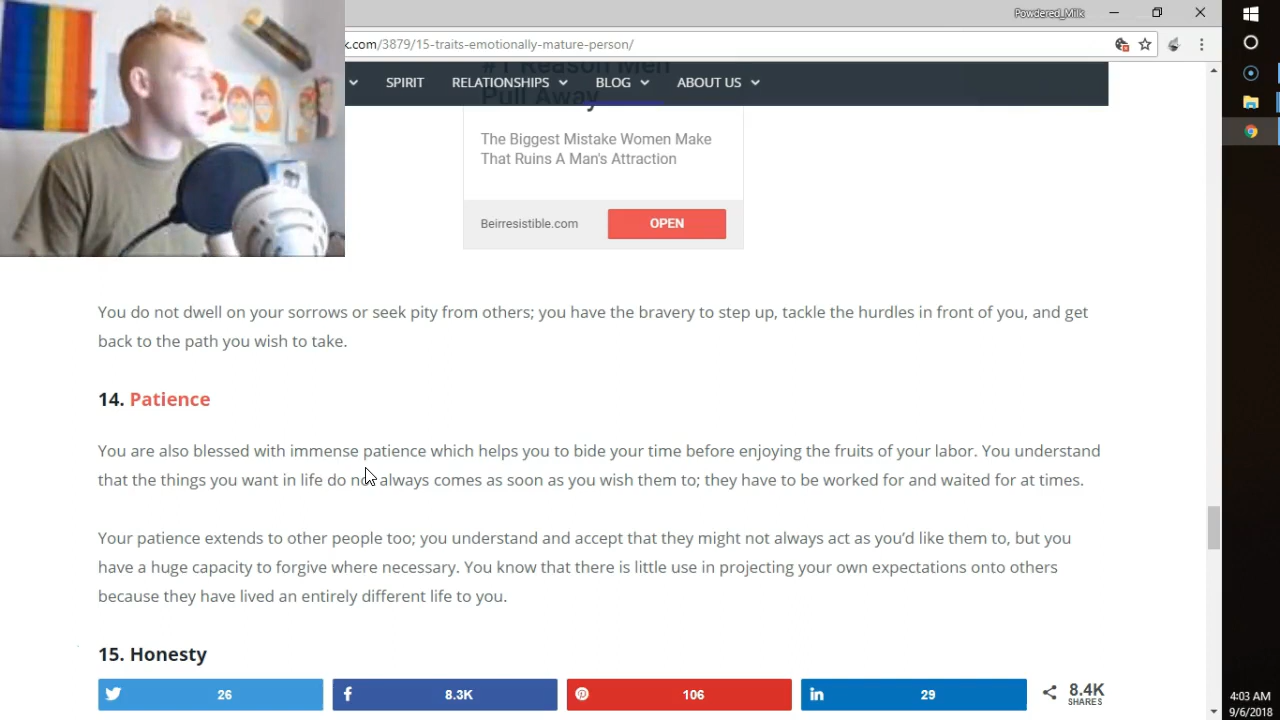 Powdered_Milk
k.com/3879/15-traits-emotionally-mature-person/
SPIRIT RELATIONSHIPS BLOG ABOUT US
#1 Reason Men
Pull Away
The Biggest Mistake Women Make
That Ruins A Man's Attraction
Beirresistible.com OPEN
You do not dwell on your sorrows or seek pity from others; you have the bravery to step up, tackle the hurdles in front of you, and get
back to the path you wish to take.
14. Patience
You are also blessed with immense patience which helps you to bide your time before enjoying the fruits of your labor. You understand
that the things you want in life do not always comes as soon as you wish them to; they have to be worked for and waited for at times.
Your patience extends to other people too; you understand and accept that they might not always act as you’d like them to, but you
have a huge capacity to forgive where necessary. You know that there is little use in projecting your own expectations onto others
because they have lived an entirely different life to you.
15. Honesty
26 8.3K 106 29 8.4K
SHARES
4:03 AM
9/6/2018